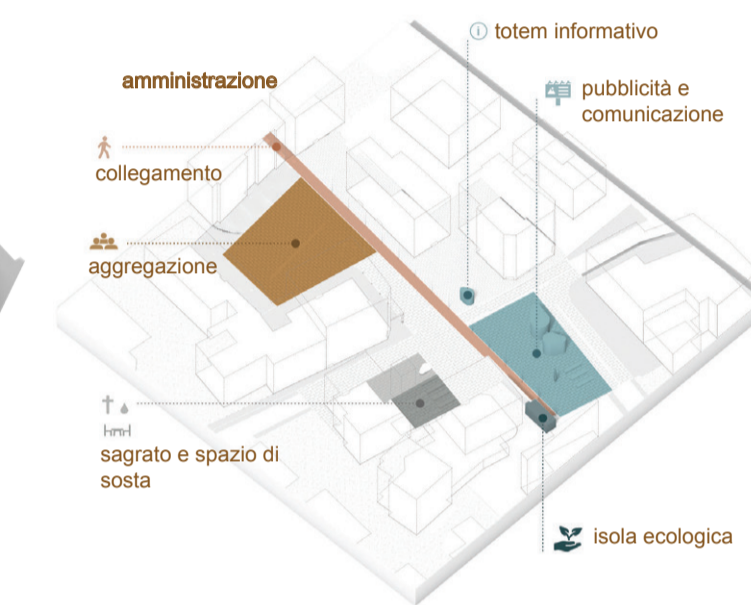 totem informativo
amministrazione
pubblicità e
comunicazione
collegamento
aggregazione
sagrato e spazio di
sosta
isola ecologica